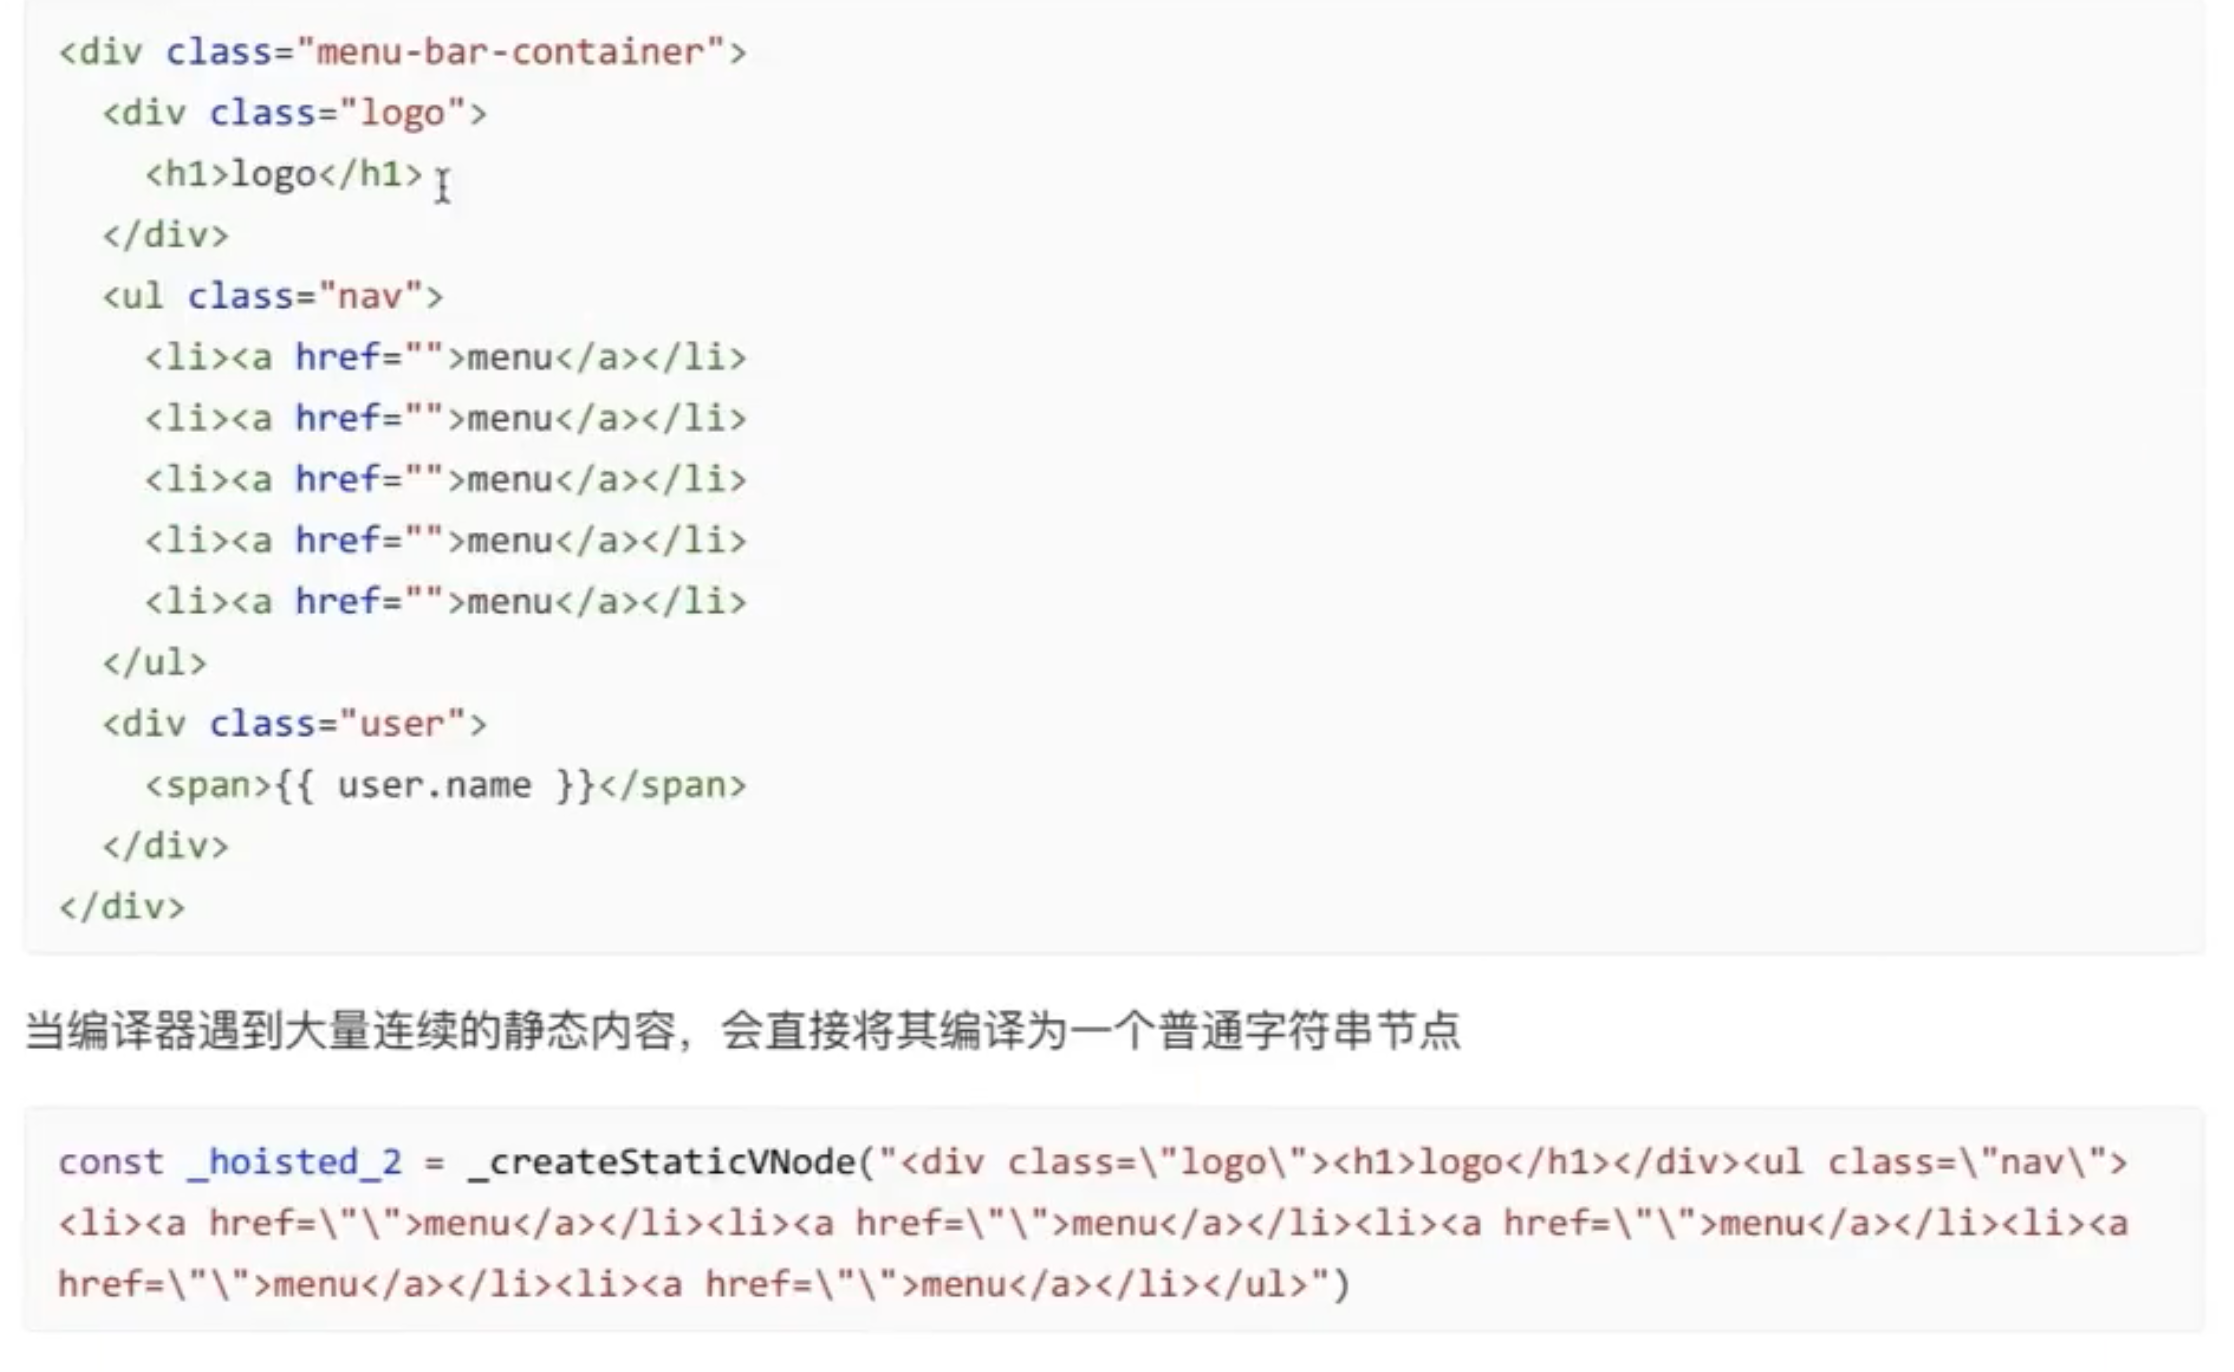 <div class="menu-bar-container">
  <div class="logo">
    <h1>logo</h1>
  </div>
  <ul class="nav">
    <li><a href="">menu</a></li>
    <li><a href="">menu</a></li>
    <li><a href="">menu</a></li>
    <li><a href="">menu</a></li>
    <li><a href="">menu</a></li>
  </ul>
  <div class="user">
    <span>{{ user.name }}</span>
  </div>
</div>
当编译器遇到大量连续的静态内容，会直接将其编译为一个普通字符串节点
const _hoisted_2 = _createStaticVNode("<div class=\"logo\"><h1>logo</h1></div><ul class=\"nav\">
<li><a href=\"\">menu</a></li><li><a href=\"\">menu</a></li><li><a href=\"\">menu</a></li><li><a
href=\"\">menu</a></li><li><a href=\"\">menu</a></li></ul>")